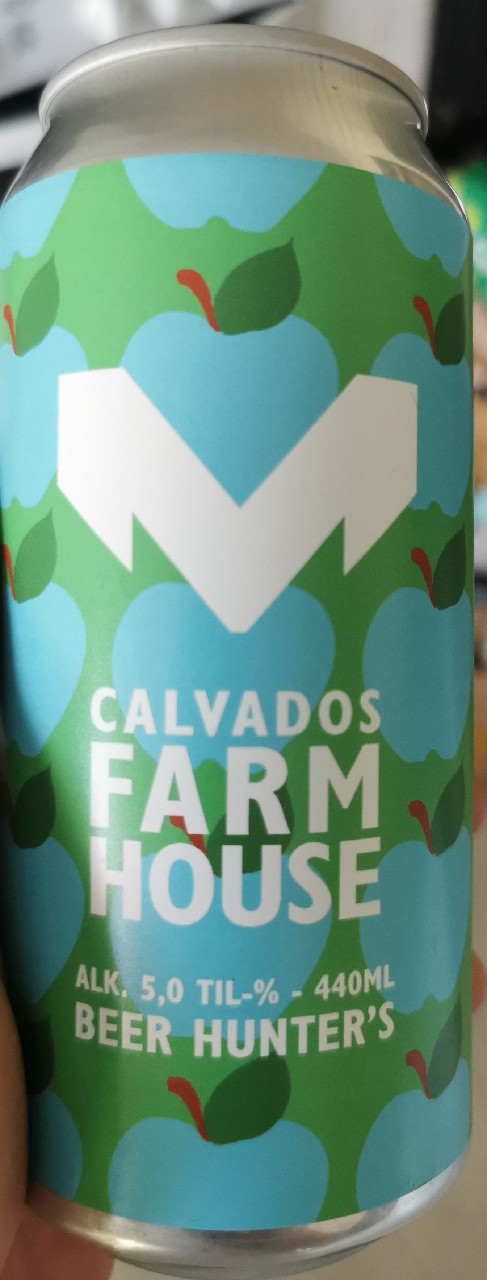 M
CALVADOS
FARM
HOUSE
ALK. 5,0 TIL-% - 440ML
BEER HUNTER'S